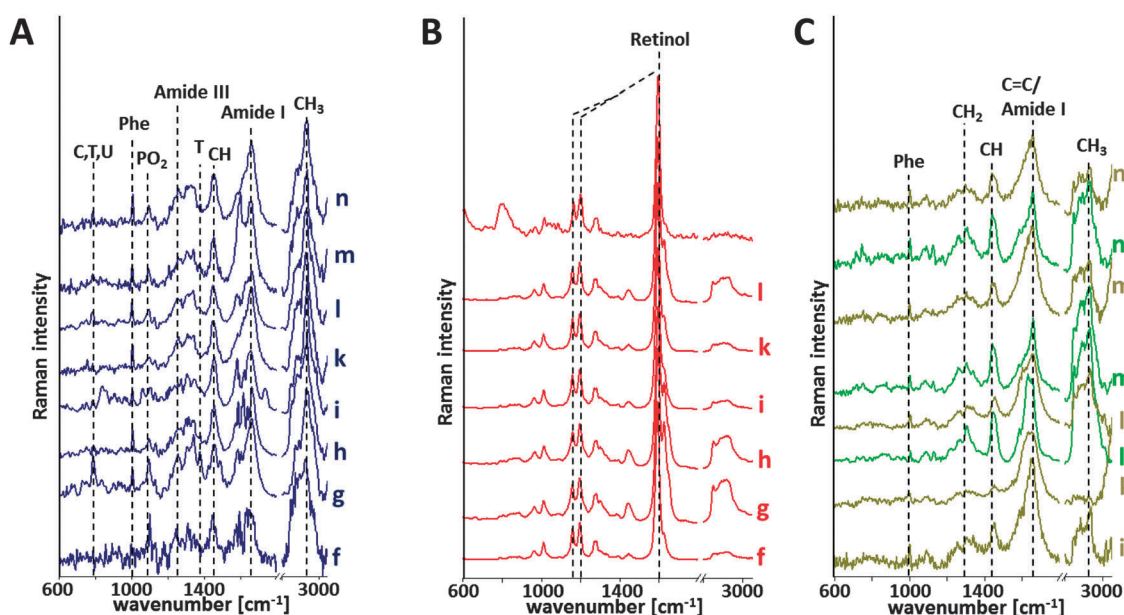 A
Amide III
CH₃
Amide I
Phe
T
CH
C,T,U
PO₂
n
m
l
k
i
h
g
f
Raman intensity
600
1000
1400
3000
wavenumber [cm⁻¹]
B
Retinol
l
k
i
h
g
f
Raman intensity
600
1000
1400
3000
wavenumber [cm⁻¹]
C
C=C/
Amide I
CH₂
Phe
CH
CH₃
n
n
m
m
l
l
l
i
Raman intensity
600
1000
1400
3000
wavenumber [cm⁻¹]